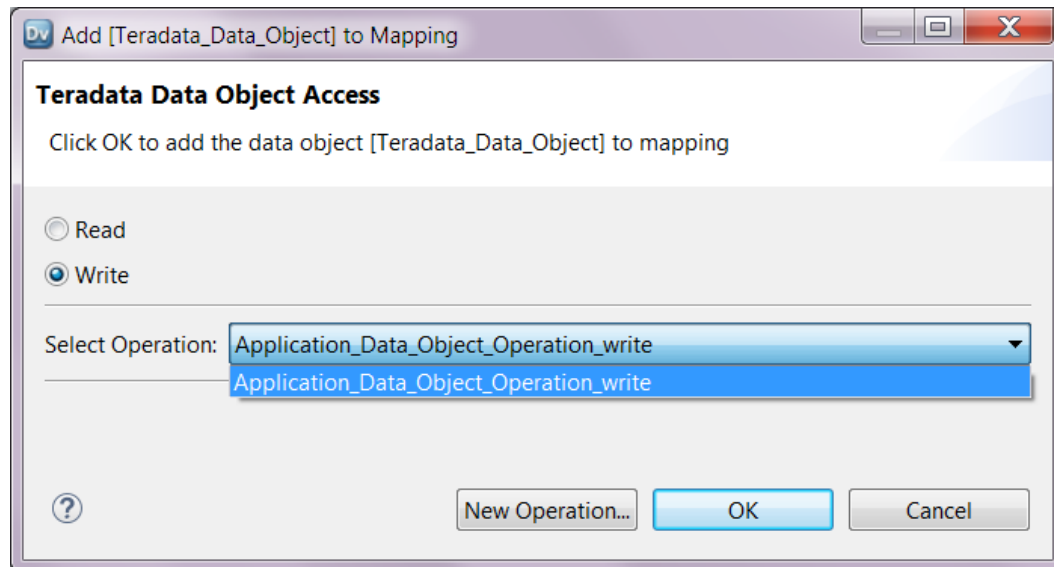 Dv Add [Teradata_Data_Object] to Mapping
Teradata Data Object Access
Click OK to add the data object [Teradata_Data_Object] to mapping
Read
Write
Select Operation: Application_Data_Object_Operation_write
Application_Data_Object_Operation_write
? New Operation... OK Cancel